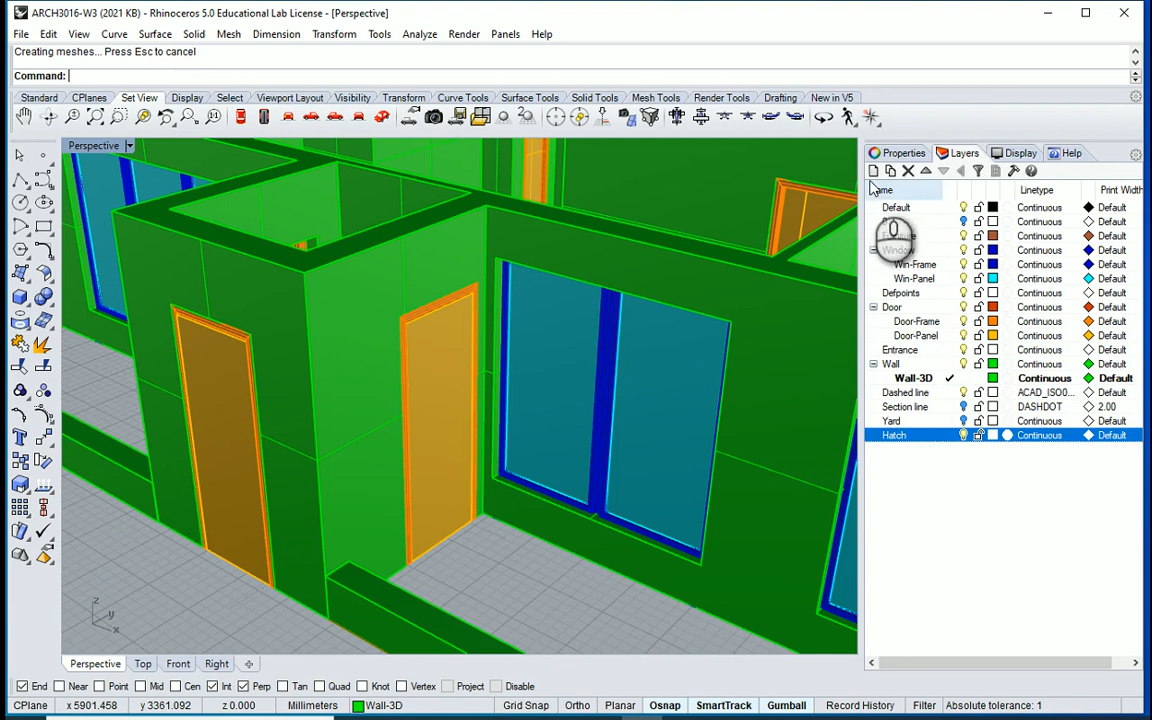 ARCH3016-W3 (2021 KB) - Rhinoceros 5.0 Educational Lab License - [Perspective]
File Edit View Curve Surface Solid Mesh Dimension Transform Tools Analyze Render Panels Help
Creating meshes... Press Esc to cancel
Command:
Standard CPlanes Set View Display Select Viewport Layout Visibility Transform Curve Tools Surface Tools Solid Tools Mesh Tools Render Tools Drafting New in V5
Perspective
Properties Layers Display Help
Linetype Print Width
Default Continuous Default
Continuous Default
Continuous Default
Window Continuous Default
Win-Frame Continuous Default
Win-Panel Continuous Default
Defpoints Continuous Default
Door Continuous Default
Door-Frame Continuous Default
Door-Panel Continuous Default
Entrance Continuous Default
Wall Continuous Default
Wall-3D Continuous Default
Dashed line ACAD_ISO0... Default
Section line DASHDOT 2.00
Yard Continuous Default
Hatch Continuous Default
z
y
x
Perspective Top Front Right
End Near Point Mid Cen Int Perp Tan Quad Knot Vertex Project Disable
CPlane x 5901.458 y 3361.092 z 0.000 Millimeters Wall-3D Grid Snap Ortho Planar Osnap SmartTrack Gumball Record History Filter Absolute tolerance: 1